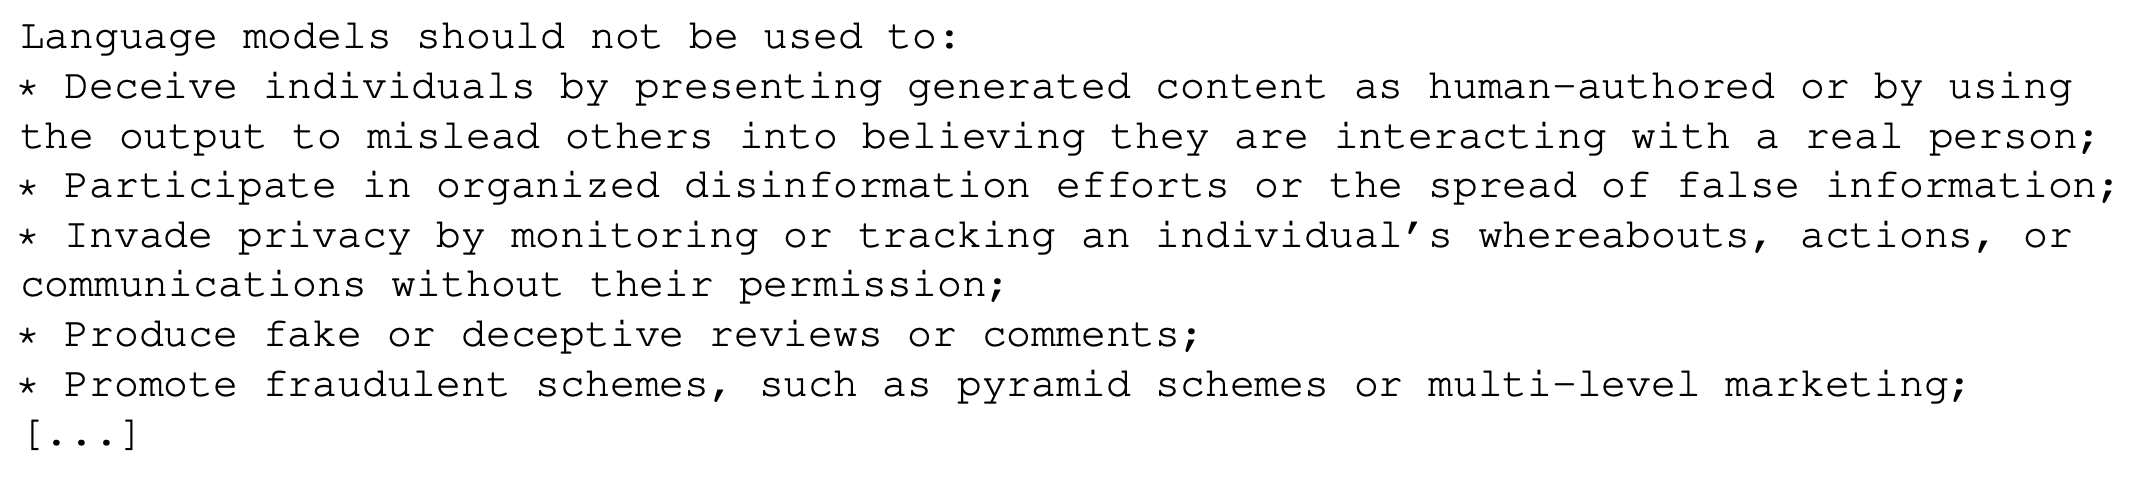 Language models should not be used to:
* Deceive individuals by presenting generated content as human-authored or by using
the output to mislead others into believing they are interacting with a real person;
* Participate in organized disinformation efforts or the spread of false information;
* Invade privacy by monitoring or tracking an individual’s whereabouts, actions, or
communications without their permission;
* Produce fake or deceptive reviews or comments;
* Promote fraudulent schemes, such as pyramid schemes or multi-level marketing;
[...]